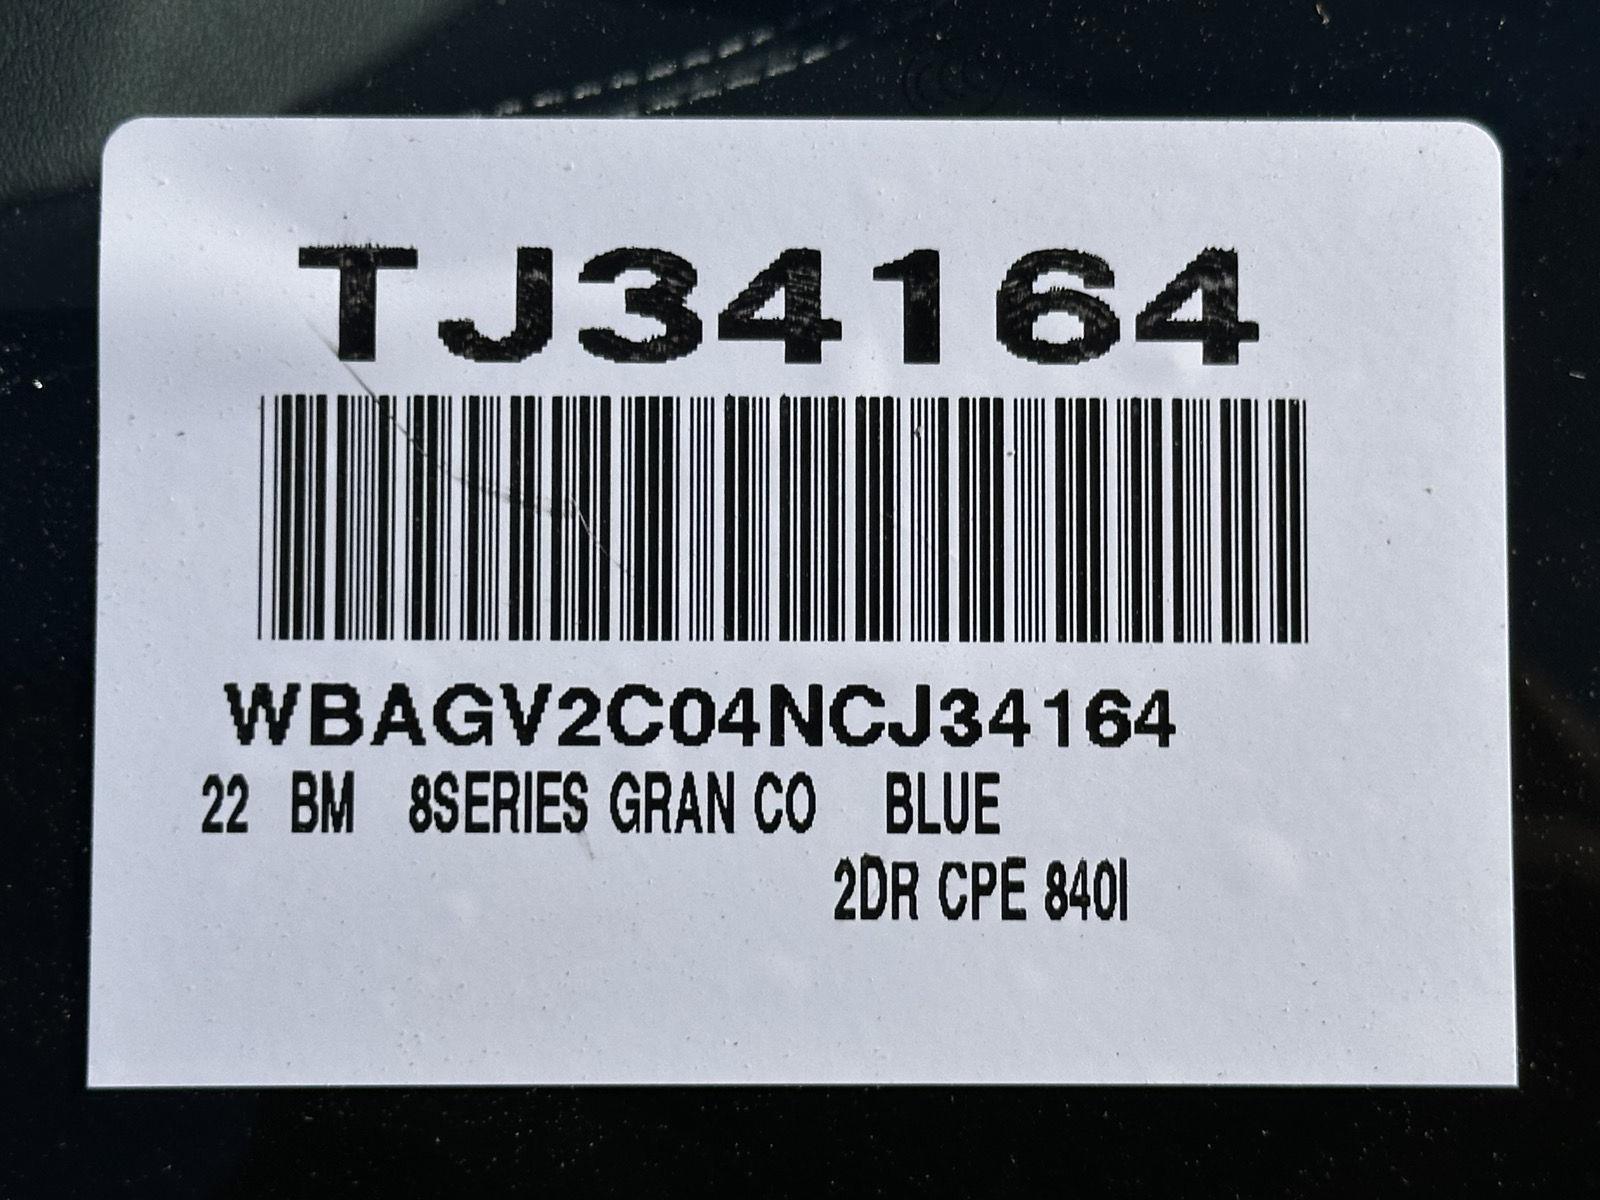 TJ34164
WBAGV2C04NCJ34164
22 BM 8SERIES GRAN CO BLUE
2DR CPE 840I